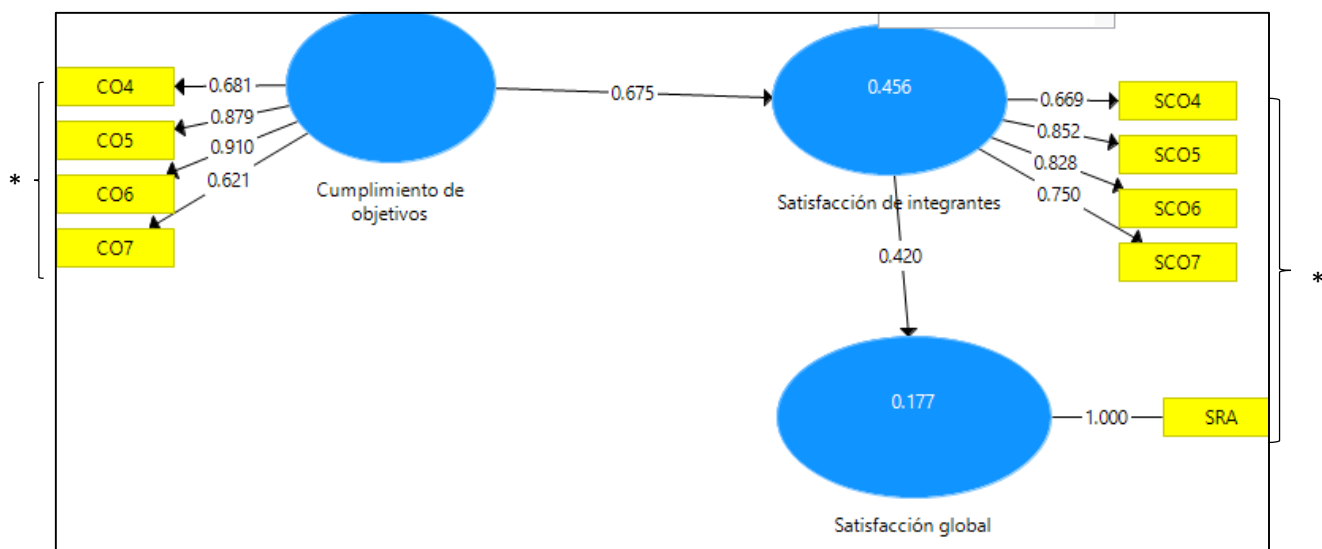 CO4
CO5
CO6
CO7
*
0.681
0.879
0.910
0.621
Cumplimiento de
objetivos
0.675
0.456
Satisfacción de integrantes
0.669
0.852
0.828
0.750
SCO4
SCO5
SCO6
SCO7
*
0.420
0.177
1.000
SRA
Satisfacción global